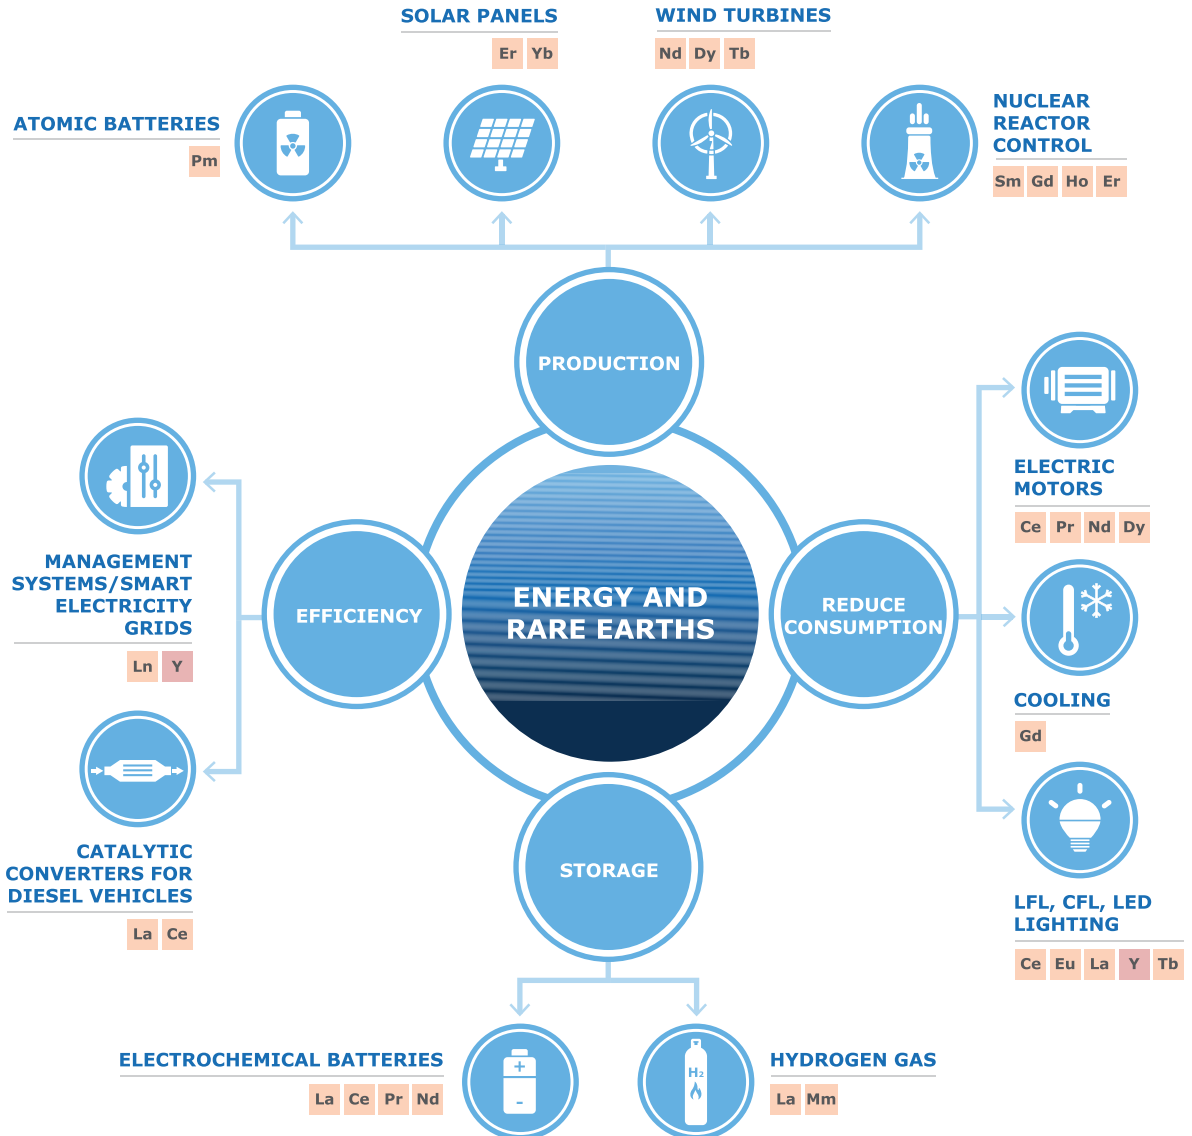 SOLAR PANELS
Er Yb
WIND TURBINES
Nd Dy Tb
ATOMIC BATTERIES
Pm
NUCLEAR
REACTOR
CONTROL
Sm Gd Ho Er
PRODUCTION
ELECTRIC
MOTORS
Ce Pr Nd Dy
MANAGEMENT
SYSTEMS/SMART
ELECTRICITY
GRIDS
Ln Y
EFFICIENCY
ENERGY AND
RARE EARTHS
REDUCE
CONSUMPTION
COOLING
Gd
CATALYTIC
CONVERTERS FOR
DIESEL VEHICLES
La Ce
STORAGE
LFL, CFL, LED
LIGHTING
Ce Eu La Y Tb
ELECTROCHEMICAL BATTERIES
La Ce Pr Nd
+
-
H₂
HYDROGEN GAS
La Mm